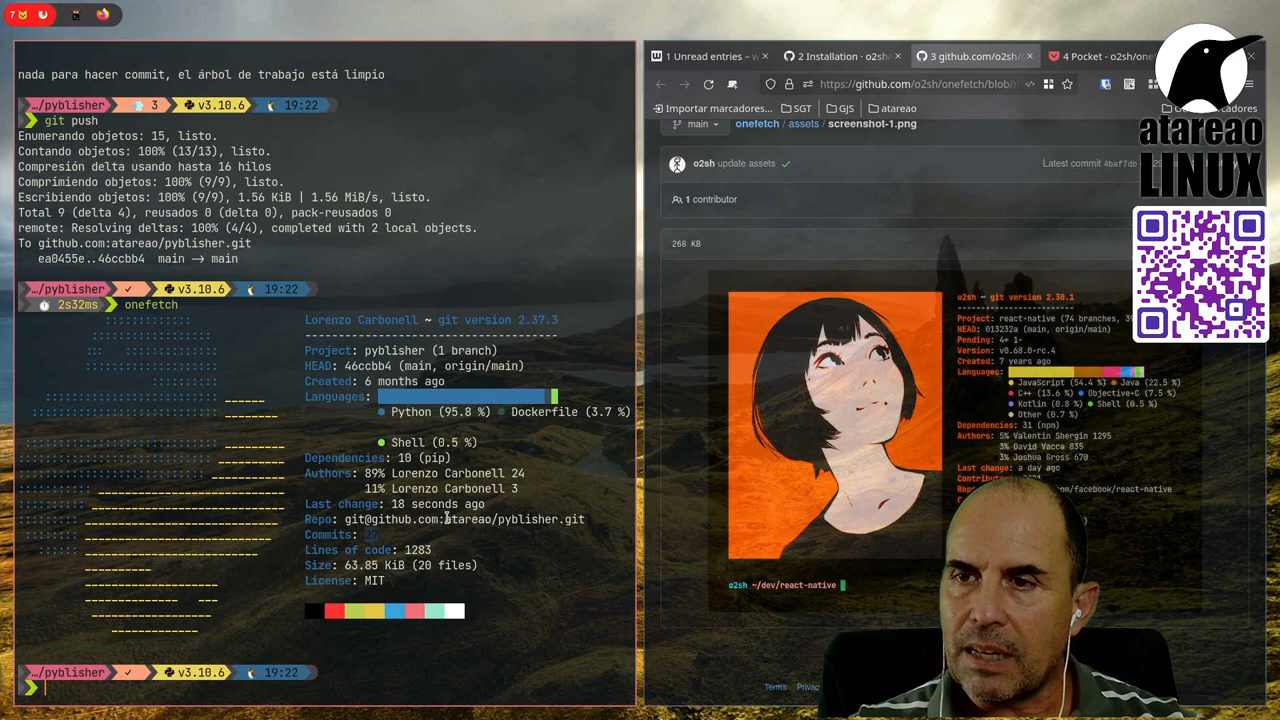 7
nada para hacer commit, el árbol de trabajo está limpio
…/pyblisher 3 v3.10.6 19:22
git push
Enumerando objetos: 15, listo.
Contando objetos: 100% (13/13), listo.
Compresión delta usando hasta 16 hilos
Comprimiendo objetos: 100% (9/9), listo.
Escribiendo objetos: 100% (9/9), 1.56 KiB | 1.56 MiB/s, listo.
Total 9 (delta 4), reusados 0 (delta 0), pack-reusados 0
remote: Resolving deltas: 100% (4/4), completed with 2 local objects.
To github.com:atareao/pyblisher.git
ea0455e..46ccbb4 main -> main
…/pyblisher ✓ v3.10.6 19:22
2s32ms onefetch
Lorenzo Carbonell ~ git version 2.37.3
Project: pyblisher (1 branch)
HEAD: 46ccbb4 (main, origin/main)
Created: 6 months ago
Languages:
Python (95.8 %) Dockerfile (3.7 %)
Shell (0.5 %)
Dependencies: 10 (pip)
Authors: 89% Lorenzo Carbonell 24
11% Lorenzo Carbonell 3
Last change: 18 seconds ago
Repo: git@github.com:atareao/pyblisher.git
Commits:
Lines of code: 1283
Size: 63.85 KiB (20 files)
License: MIT
…/pyblisher ✓ v3.10.6 19:22
1 Unread entries – 2 Installation · o2sh/ 3 github.com/o2sh/ 4 Pocket - o2sh/one
https://github.com/o2sh/onefetch/blob/
Importar marcadores… SGT GJS atareao
main onefetch / assets / screenshot-1.png
o2sh update assets ✓ Latest commit 4baf7db
1 contributor
268 KB
o2sh ~ git version 2.30.1
Project: react-native (74 branches,
HEAD: 013232a (main, origin/main)
Pending: 4+ 1-
Version: v0.68.0-rc.4
Created: 7 years ago
Languages:
JavaScript (54.4 %) Java (22.5 %)
C++ (13.6 %) Objective-C (7.5 %)
Kotlin (0.8 %) Shell (0.5 %)
Other (0.7 %)
Dependencies: 31 (npm)
Authors: 5% Valentin Shergin 1295
3% David Vacca 835
3% Joshua Gross 670
Last change: a day ago
com/facebook/react-native
o2sh ~/dev/react-native
Terms Privac
atareao
LINUX